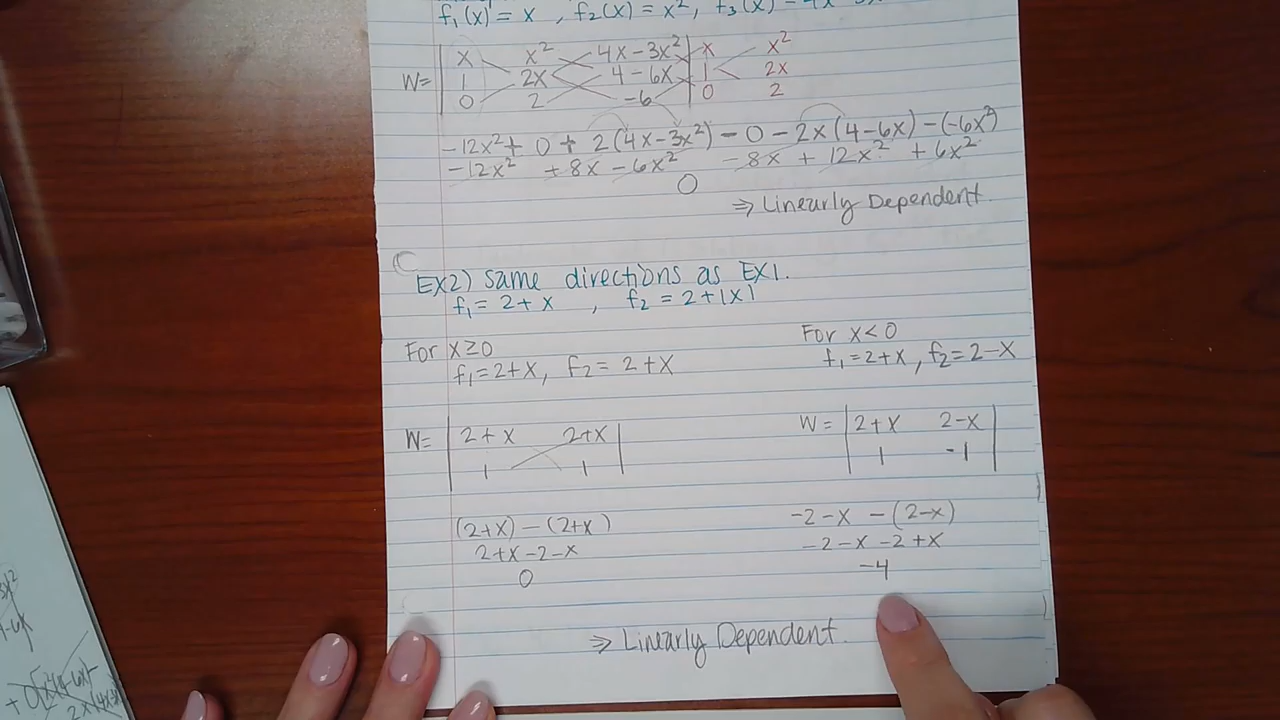 f₁(x) = x , f₂(x) = x², f₃(x)
W= | x x² 4x-3x² | x x²
1 2x 4-6x | 1 2x
0 2 -6 | 0 2
-12x² + 0 + 2(4x-3x²) - 0 - 2x(4-6x) - (-6x²)
-12x² + 8x - 6x² - 8x + 12x² + 6x²
0
⇒ Linearly Dependent.
Ex2) Same directions as Ex1.
f₁ = 2+x , f₂ = 2+|x|
For x≥0
f₁=2+x, f₂ = 2+x
W= | 2+x 2+x |
1 1
(2+x) - (2+x)
2+x-2-x
0
For x<0
f₁=2+x, f₂=2-x
W = | 2+x 2-x |
1 -1
-2-x -(2-x)
-2-x-2+x
-4
⇒ Linearly Dependent.